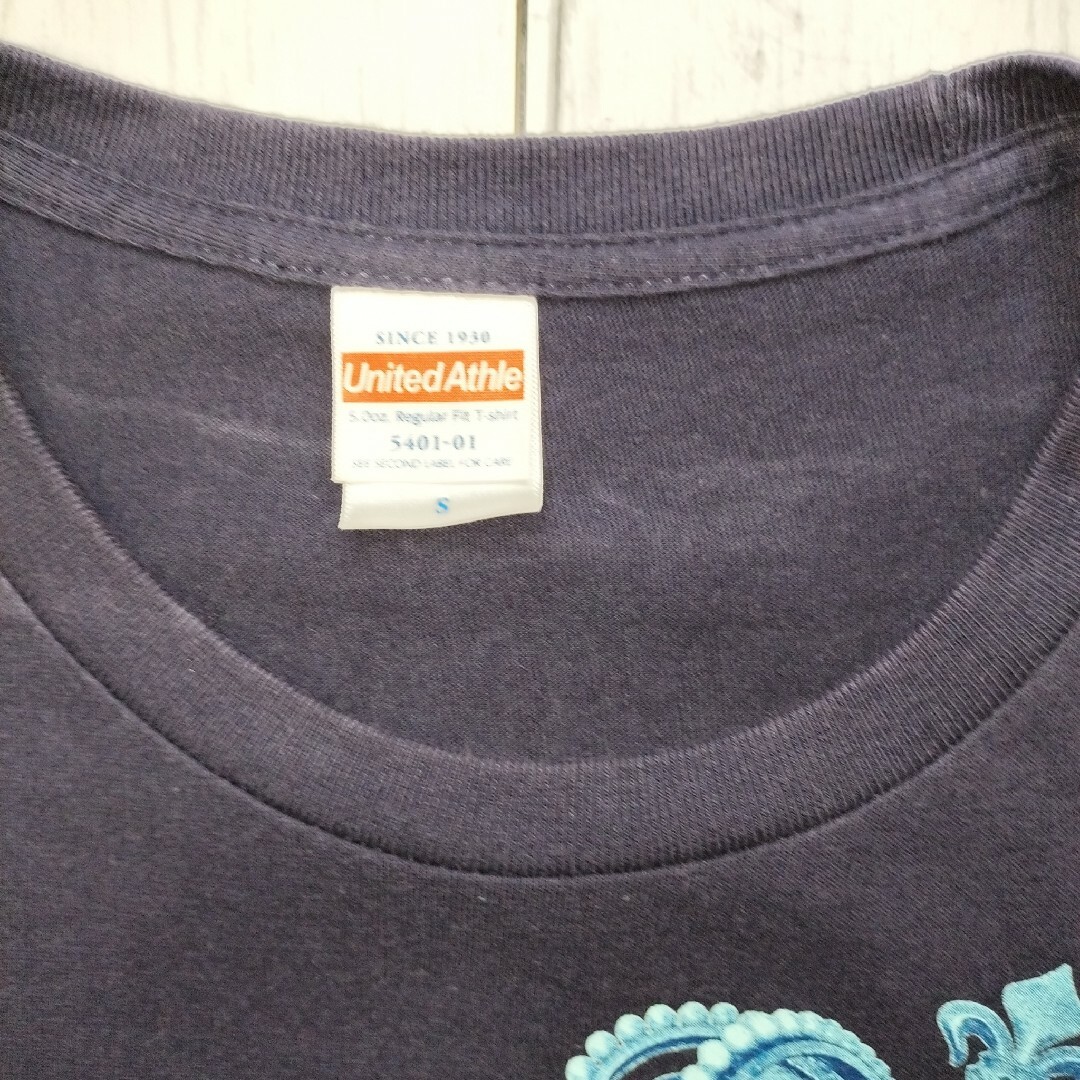 SINCE 1930
UnitedAthle
5.0oz. Regular Fit T-shirt
5401-01
SEE SECOND LABEL FOR CARE
S